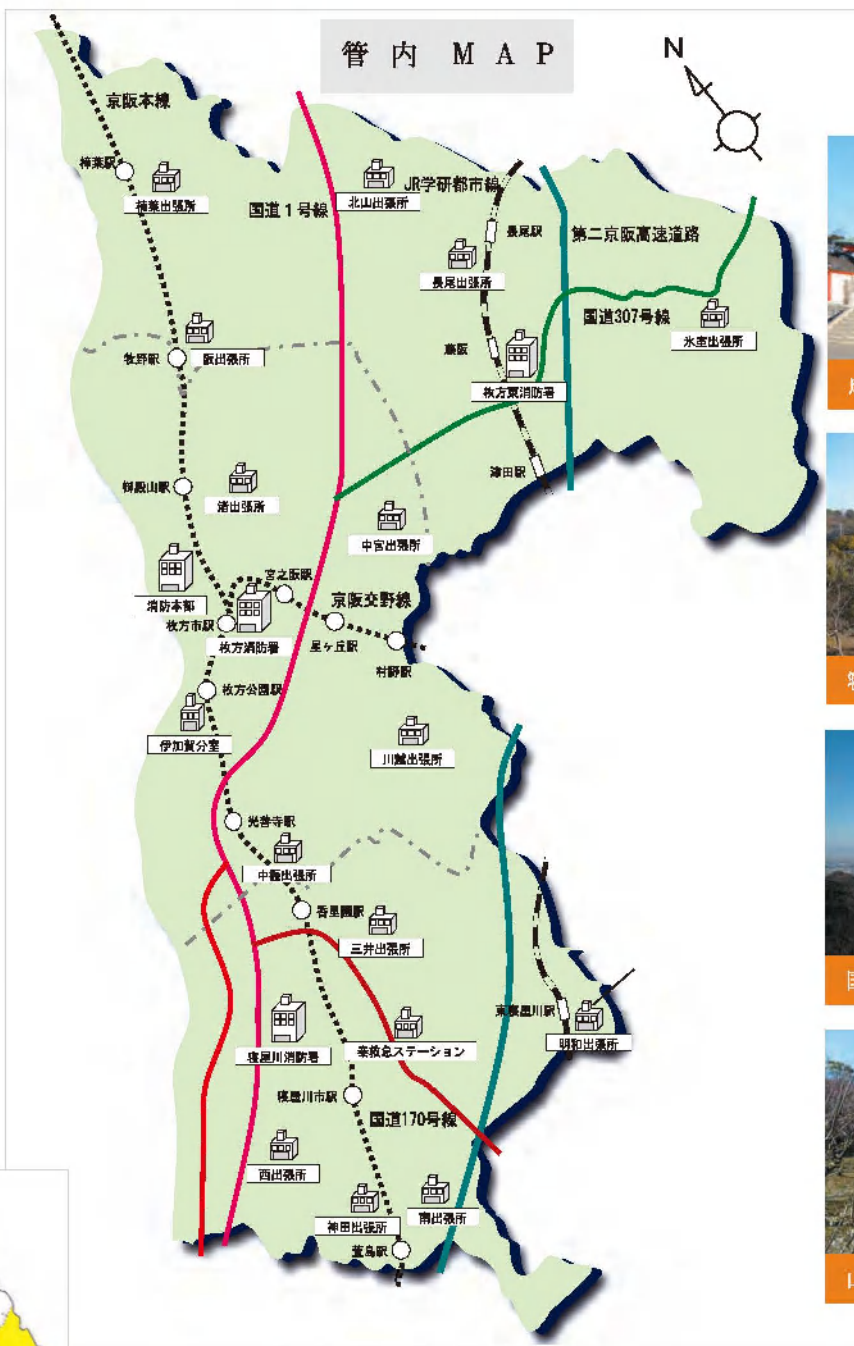 管内 MAP
N
京阪本線
樟葉駅
楠葉出張所
国道1号線
北山出張所
JR学研都市線
長尾駅
第二京阪高速道路
長尾出張所
国道307号線
氷室出張所
牧野駅
阪出張所
藤阪
枚方東消防署
津田駅
御殿山駅
渚出張所
中宮出張所
消防本部
宮之阪駅
京阪交野線
枚方市駅
枚方消防署
星ヶ丘駅
村野駅
枚方公園駅
伊加賀分室
川越出張所
光善寺駅
中振出張所
香里園駅
三井出張所
寝屋川消防署
秦救急ステーション
東寝屋川駅
明和出張所
寝屋川市駅
国道170号線
西出張所
神田出張所
南出張所
萱島駅